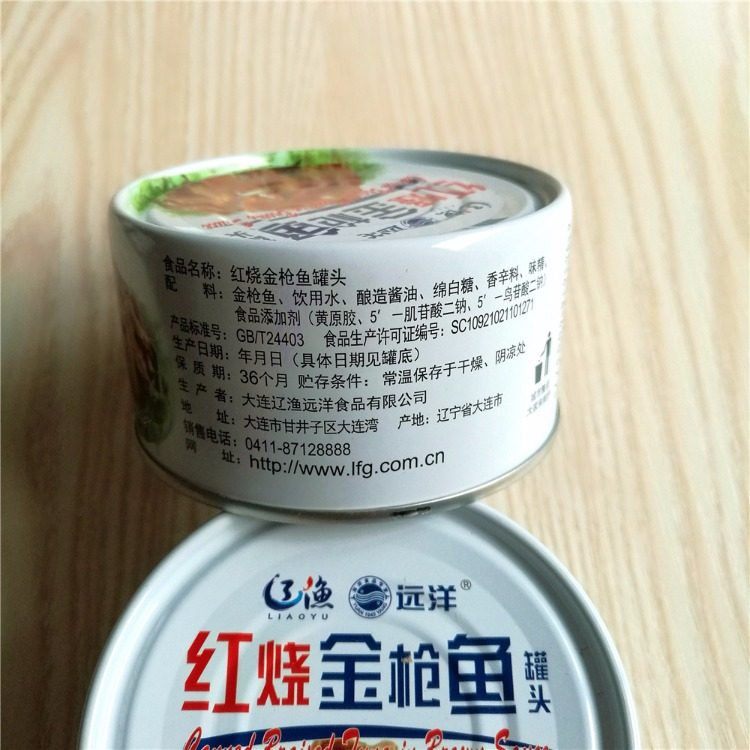 食品名称：红烧金枪鱼罐头
配 料：金枪鱼、饮用水、酿造酱油、绵白糖、香辛料、味精、
食品添加剂（黄原胶、5′—肌苷酸二钠、5′—鸟苷酸二钠）
产品标准号：GB/T24403 食品生产许可证编号：SC10921021101271
生产日期：年月日（具体日期见罐底）
保 质 期：36个月 贮存条件：常温保存于干燥、阴凉处
生 产 者：大连辽渔远洋食品有限公司
地 址：大连市甘井子区大连湾 产地：辽宁省大连市
销售电话：0411-87128888
网 址：http://www.lfg.com.cn
辽渔 远洋®
LIAOYU
红烧金枪鱼罐头
Canned Braised Tuna in Brown Sauce